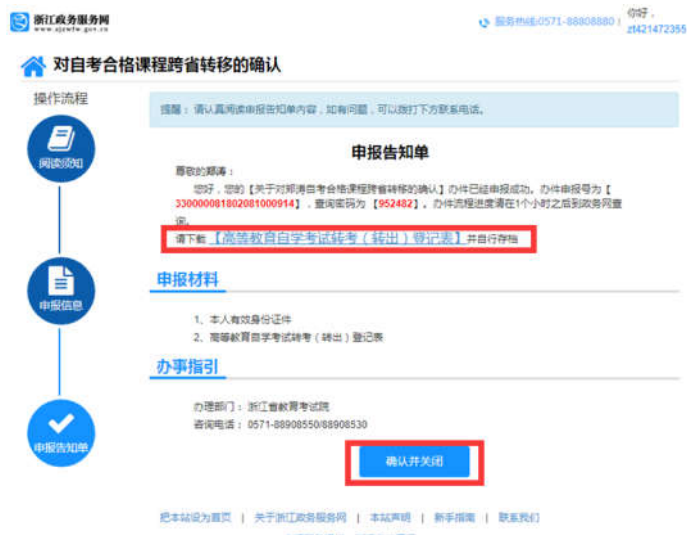 浙江政务服务网
www.zjzwfw.gov.cn
服务热线:0571-88808880 |
你好，
zt421472355
对自考合格课程跨省转移的确认
操作流程
阅读须知
申报信息
申报告知单
提醒：请认真阅读申报告知单内容，如有问题，可以拨打下方联系电话。
申报告知单
尊敬的郑涛：
您好，您的【关于对郑涛自考合格课程跨省转移的确认】办件已经申报成功。办件申报号为【
330000081802081000914】，查询密码为【952482】。办件流程进度请在1个小时之后到政务网查
询。
请下载【高等教育自学考试转考（转出）登记表】并自行存档
申报材料
1、本人有效身份证件
2、高等教育自学考试转考（转出）登记表
办事指引
办理部门：浙江省教育考试院
咨询电话：0571-88908550/88908530
确认并关闭
把本站设为首页 | 关于浙江政务服务网 | 本站声明 | 新手指南 | 联系我们